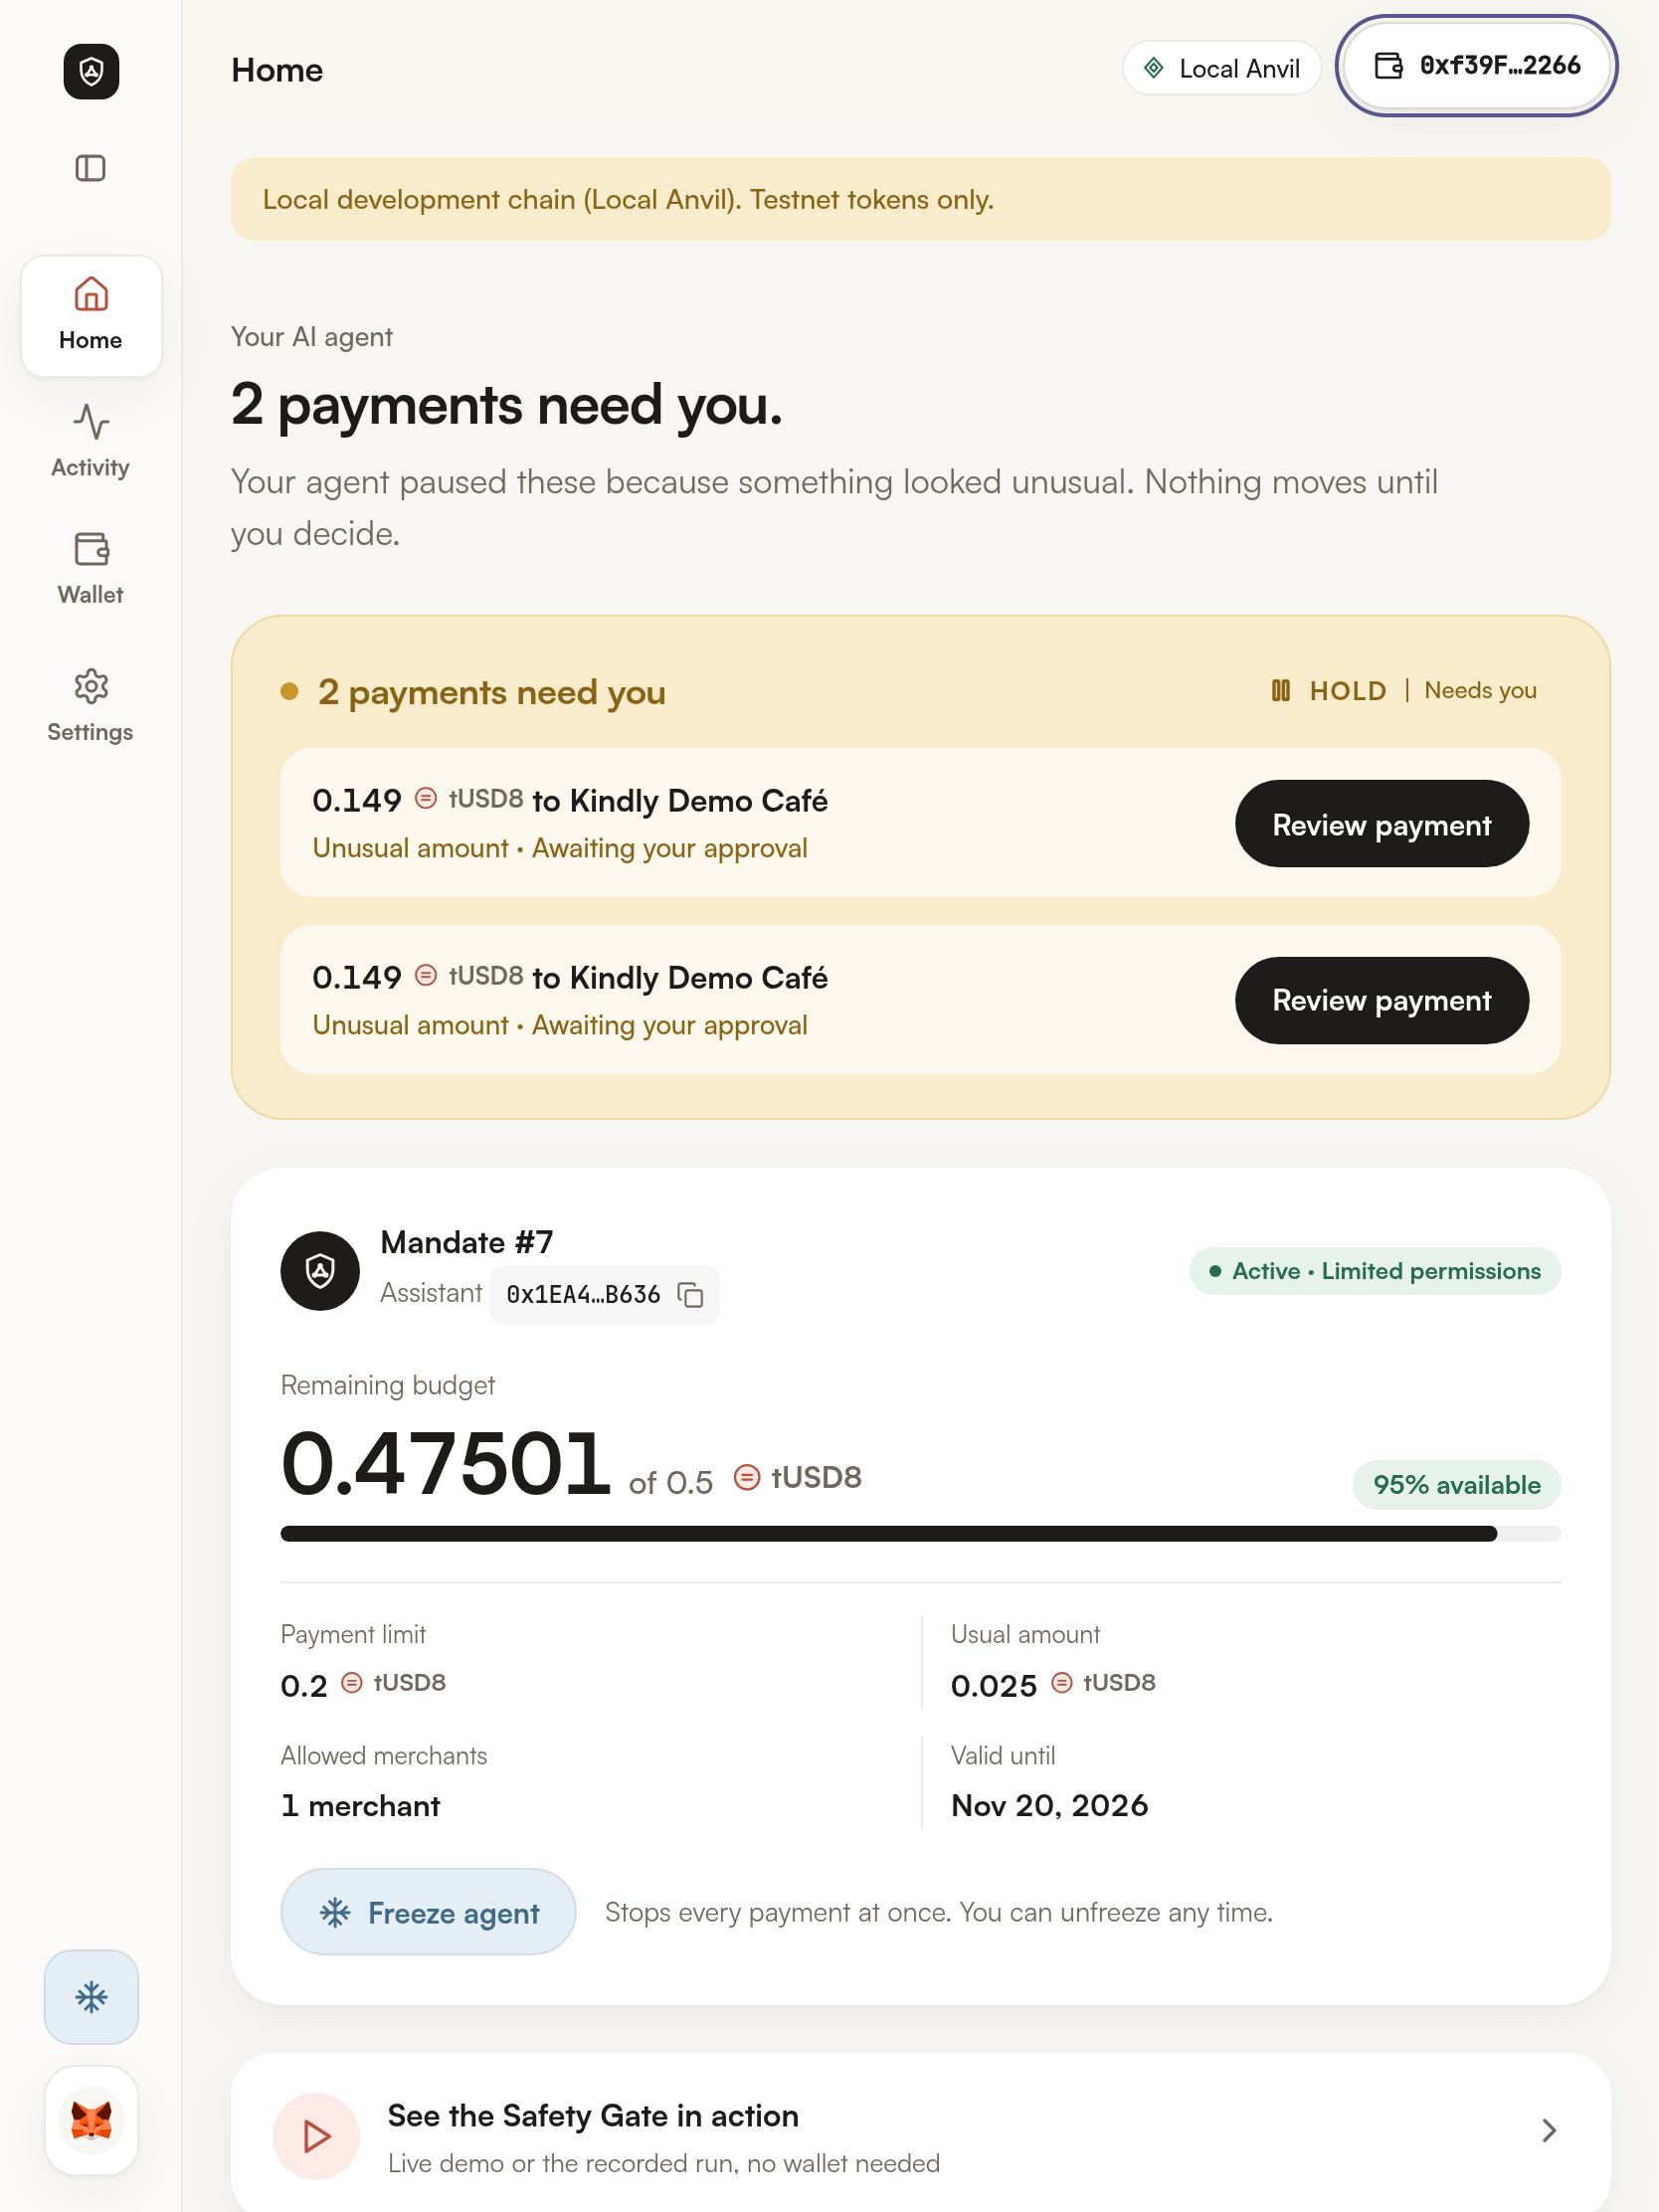 Home
Local Anvil
0xf39F…2266
Local development chain (Local Anvil). Testnet tokens only.
Home
Activity
Wallet
Settings
Your AI agent
2 payments need you.
Your agent paused these because something looked unusual. Nothing moves until
you decide.
2 payments need you
HOLD | Needs you
0.149 tUSD8 to Kindly Demo Café
Unusual amount · Awaiting your approval
Review payment
0.149 tUSD8 to Kindly Demo Café
Unusual amount · Awaiting your approval
Review payment
Mandate #7
Assistant 0x1EA4…B636
Active · Limited permissions
Remaining budget
0.47501 of 0.5 tUSD8
95% available
Payment limit
0.2 tUSD8
Usual amount
0.025 tUSD8
Allowed merchants
1 merchant
Valid until
Nov 20, 2026
Freeze agent
Stops every payment at once. You can unfreeze any time.
See the Safety Gate in action
Live demo or the recorded run, no wallet needed